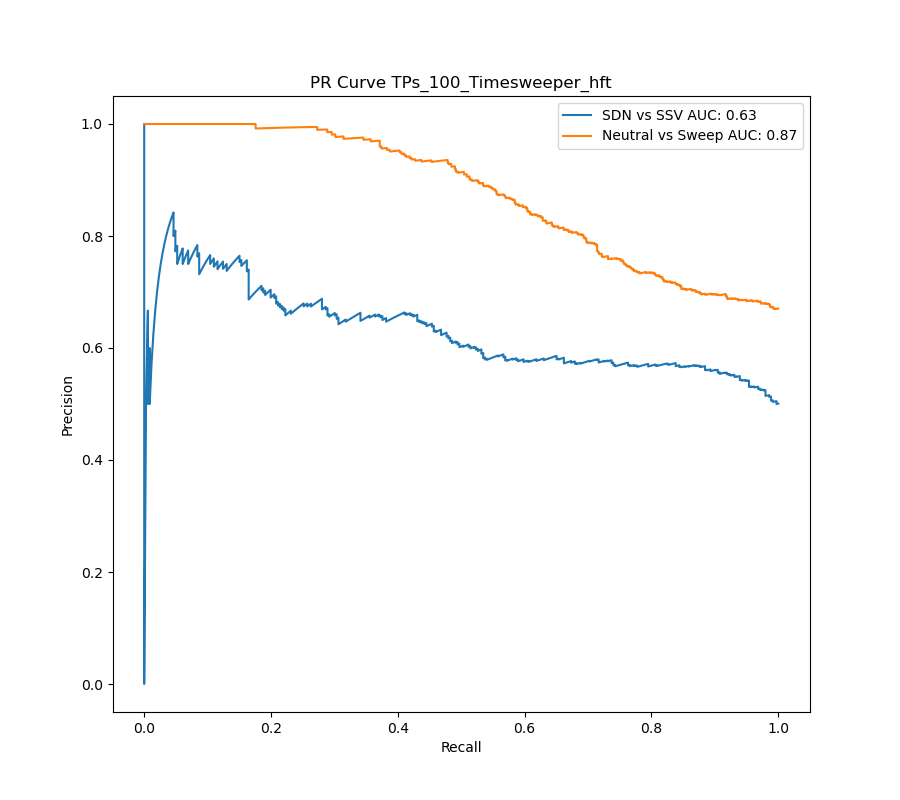 PR Curve TPs_100_Timesweeper_hft
SDN vs SSV AUC: 0.63
Neutral vs Sweep AUC: 0.87
1.0
0.8
0.6
0.4
0.2
0.0
Precision
0.0 0.2 0.4 0.6 0.8 1.0
Recall